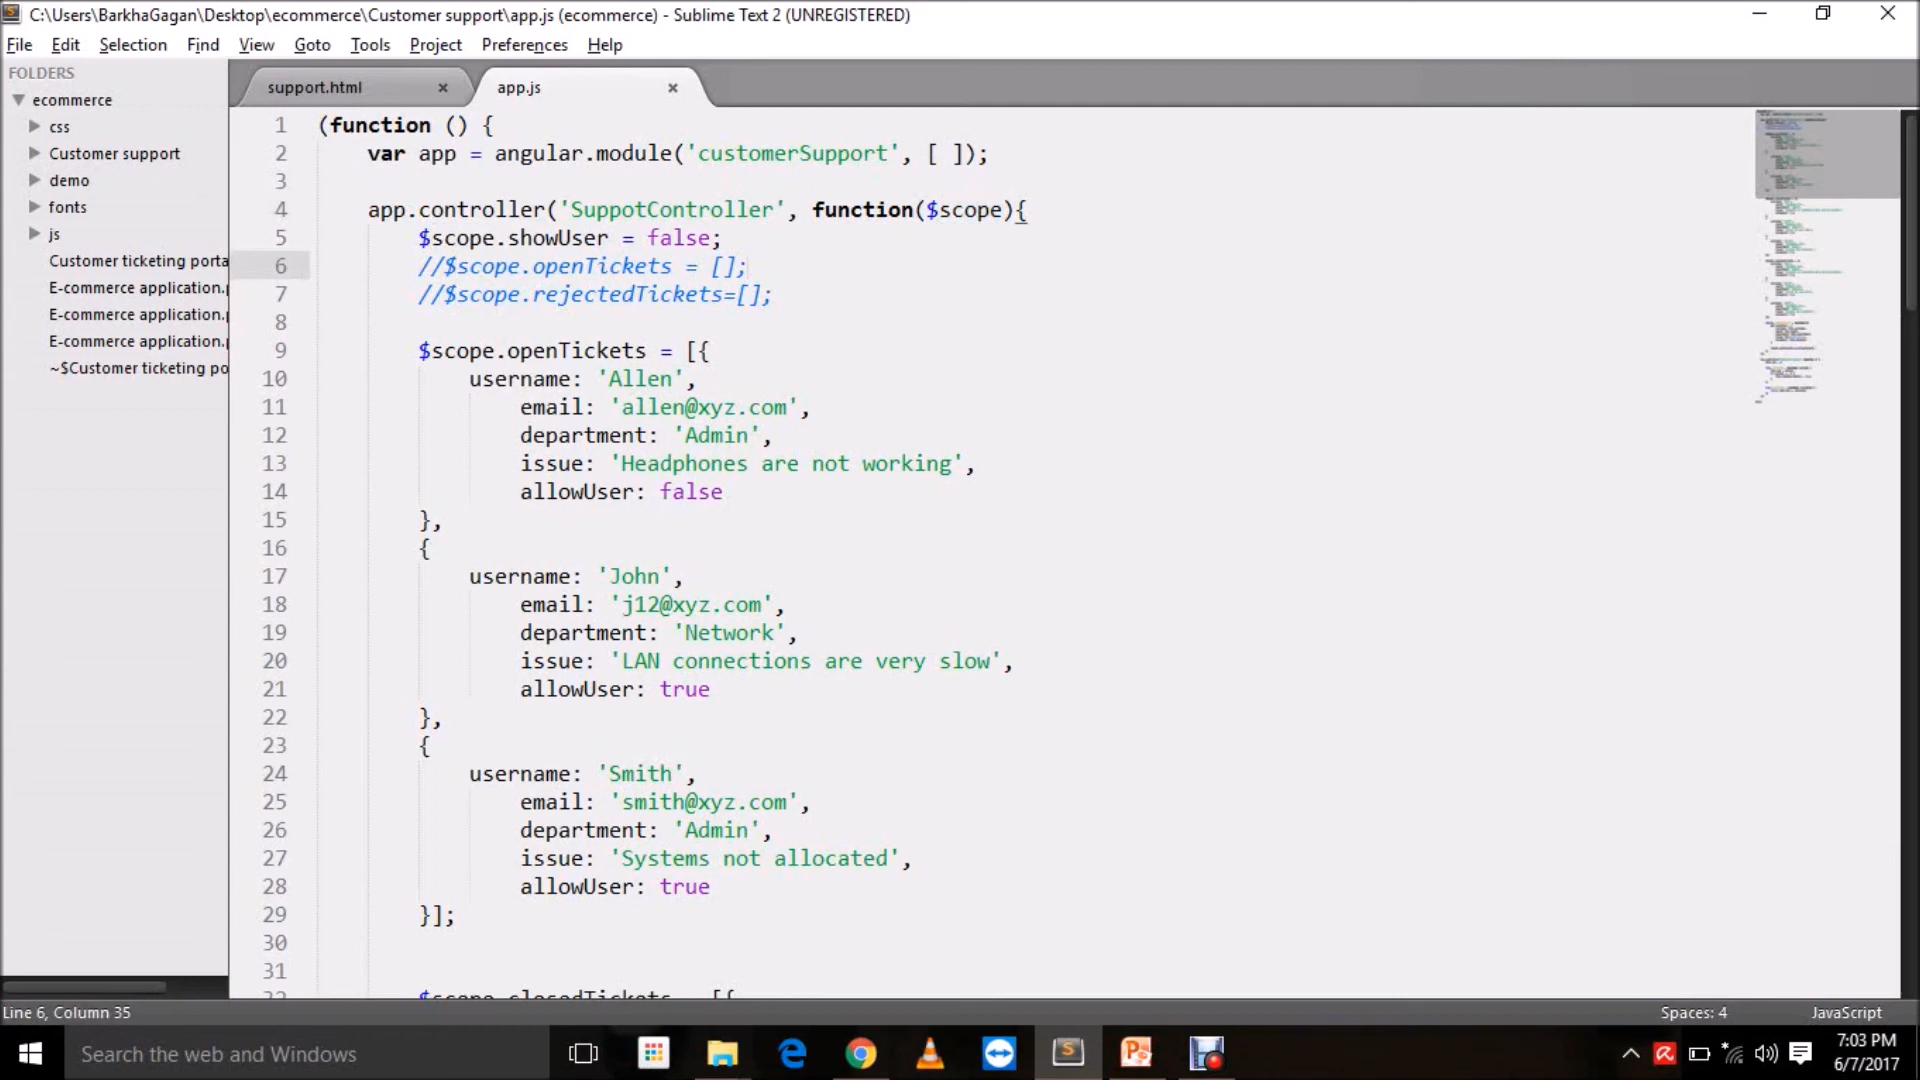 C:\Users\BarkhaGagan\Desktop\ecommerce\Customer support\app.js (ecommerce) - Sublime Text 2 (UNREGISTERED)
File Edit Selection Find View Goto Tools Project Preferences Help
FOLDERS
ecommerce
css
Customer support
demo
fonts
js
Customer ticketing porta
E-commerce application.p
E-commerce application.p
E-commerce application.p
~$Customer ticketing po
support.html × app.js ×
1 (function () {
2 var app = angular.module('customerSupport', [ ]);
3
4 app.controller('SuppotController', function($scope){
5 $scope.showUser = false;
6 //$scope.openTickets = [];
7 //$scope.rejectedTickets=[];
8
9 $scope.openTickets = [{
10 username: 'Allen',
11 email: 'allen@xyz.com',
12 department: 'Admin',
13 issue: 'Headphones are not working',
14 allowUser: false
15 },
16 {
17 username: 'John',
18 email: 'j12@xyz.com',
19 department: 'Network',
20 issue: 'LAN connections are very slow',
21 allowUser: true
22 },
23 {
24 username: 'Smith',
25 email: 'smith@xyz.com',
26 department: 'Admin',
27 issue: 'Systems not allocated',
28 allowUser: true
29 }];
30
31
32 $scope.closedTickets = [{
Line 6, Column 35 Spaces: 4 JavaScript
Search the web and Windows
7:03 PM
6/7/2017